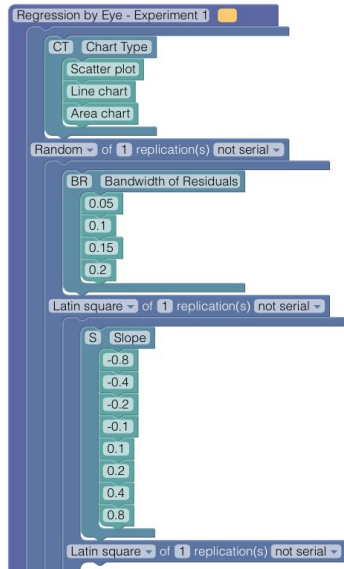 Regression by Eye - Experiment 1
CT Chart Type
Scatter plot
Line chart
Area chart
Random of 1 replication(s) not serial
BR Bandwidth of Residuals
0.05
0.1
0.15
0.2
Latin square of 1 replication(s) not serial
S Slope
-0.8
-0.4
-0.2
-0.1
0.1
0.2
0.4
0.8
Latin square of 1 replication(s) not serial